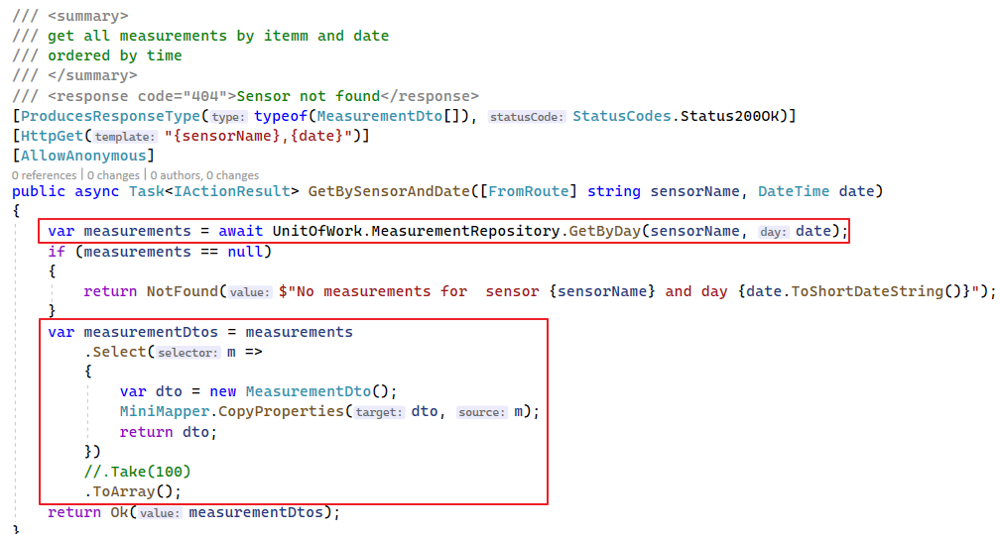 /// <summary>
/// get all measurements by itemm and date
/// ordered by time
/// </summary>
/// <response code="404">Sensor not found</response>
[ProducesResponseType(type: typeof(MeasurementDto[]), statusCode: StatusCodes.Status200OK)]
[HttpGet(template: "{sensorName},{date}")]
[AllowAnonymous]
0 references | 0 changes | 0 authors, 0 changes
public async Task<IActionResult> GetBySensorAndDate([FromRoute] string sensorName, DateTime date)
{
var measurements = await UnitOfWork.MeasurementRepository.GetByDay(sensorName, day: date);
if (measurements == null)
{
return NotFound(value: $"No measurements for  sensor {sensorName} and day {date.ToShortDateString()}");
}
var measurementDtos = measurements
.Select(selector: m =>
{
var dto = new MeasurementDto();
MiniMapper.CopyProperties(target: dto, source: m);
return dto;
})
//.Take(100)
.ToArray();
return Ok(value: measurementDtos);
}